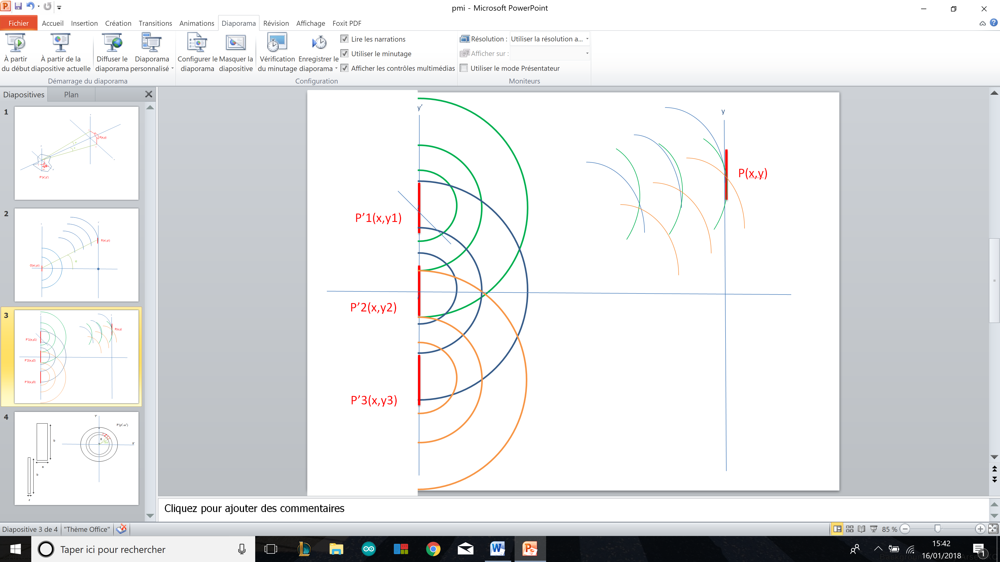 pmi - Microsoft PowerPoint
Fichier Accueil Insertion Création Transitions Animations Diaporama Révision Affichage Foxit PDF
À partir du début
À partir de la diapositive actuelle
Diffuser le diaporama
Diaporama personnalisé
Démarrage du diaporama
Configurer le diaporama
Masquer la diapositive
Vérification du minutage
Enregistrer le diaporama
Lire les narrations
Utiliser le minutage
Afficher les contrôles multimédias
Configuration
Résolution : Utiliser la résolution a...
Afficher sur :
Utiliser le mode Présentateur
Moniteurs
Diapositives Plan
1
P(x,y)
P'(x',y')
2
P(xi,yi)
O(xi,yi)
3
P(x,y)
P'1(x,y1)
P'2(x,y2)
P'3(x,y3)
4
Y'
P'(ρ',ω')
b
R
X'
a
b
ε
y'
y
P(x,y)
P'1(x,y1)
P'2(x,y2)
P'3(x,y3)
Cliquez pour ajouter des commentaires
Diapositive 3 de 4 "Thème Office" 85 %
Taper ici pour rechercher
15:42
16/01/2018
1